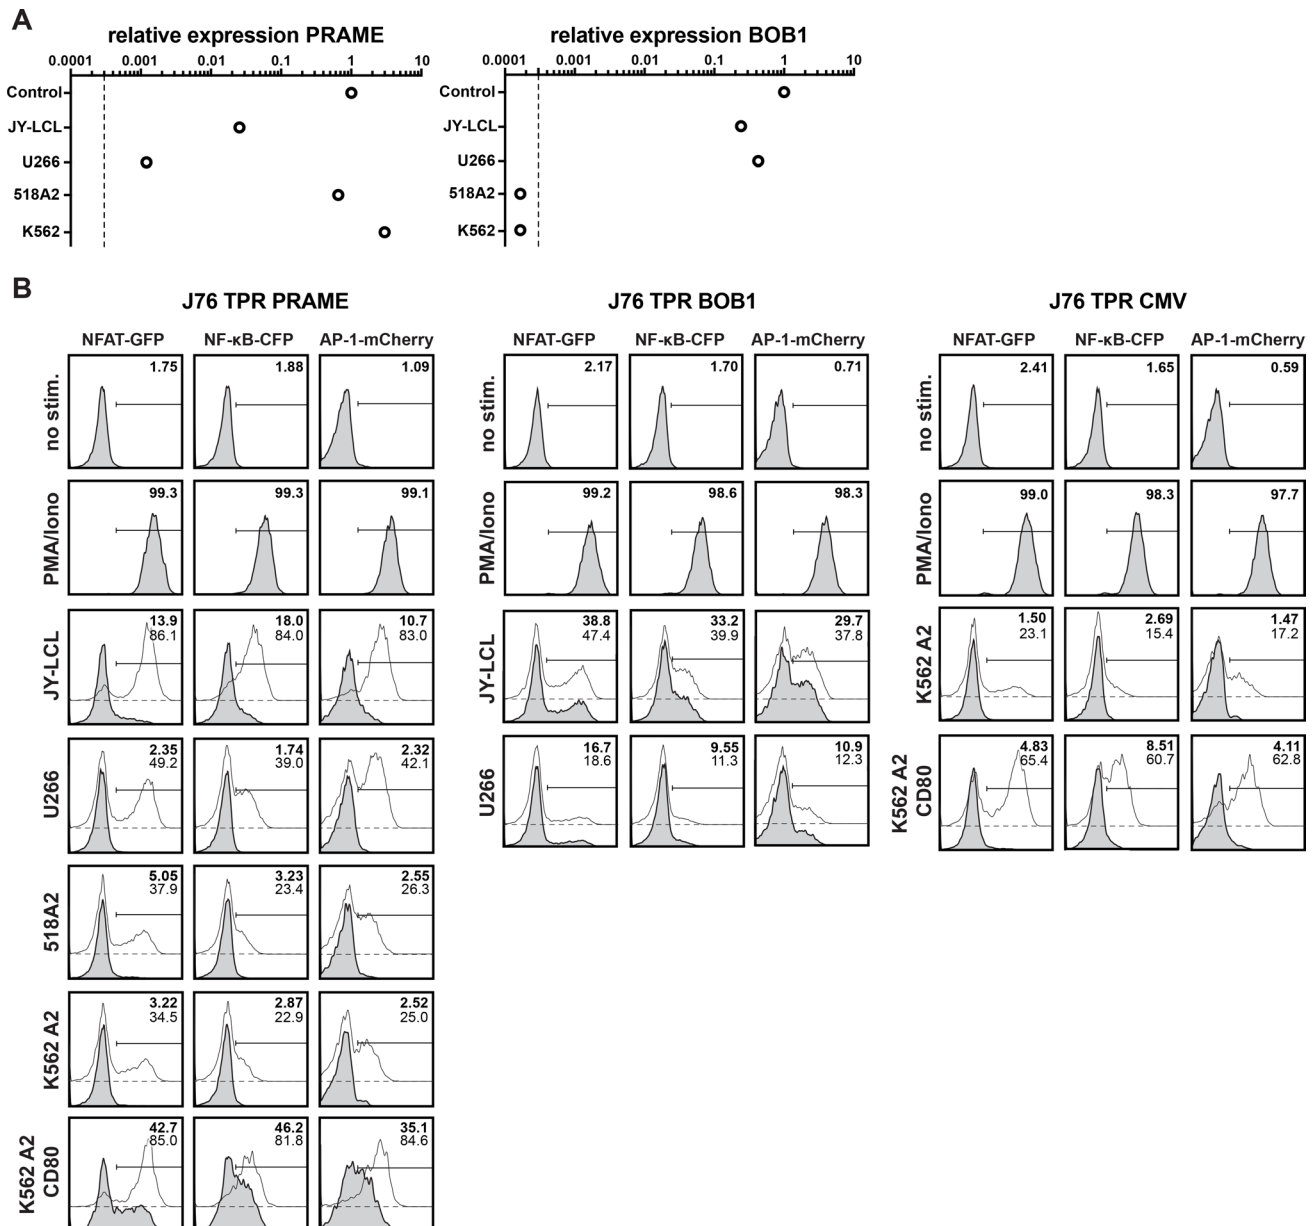 A
relative expression PRAME
0.0001 0.001 0.01 0.1 1 10
Control
JY-LCL
U266
518A2
K562
relative expression BOB1
0.0001 0.001 0.01 0.1 1 10
Control
JY-LCL
U266
518A2
K562
B
J76 TPR PRAME
NFAT-GFP NF-κB-CFP AP-1-mCherry
no stim.
1.75 1.88 1.09
PMA/Iono
99.3 99.3 99.1
JY-LCL
13.9 18.0 10.7
86.1 84.0 83.0
U266
2.35 1.74 2.32
49.2 39.0 42.1
518A2
5.05 3.23 2.55
37.9 23.4 26.3
K562 A2
3.22 2.87 2.52
34.5 22.9 25.0
K562 A2
CD80
42.7 46.2 35.1
85.0 81.8 84.6
J76 TPR BOB1
NFAT-GFP NF-κB-CFP AP-1-mCherry
no stim.
2.17 1.70 0.71
PMA/Iono
99.2 98.6 98.3
JY-LCL
38.8 33.2 29.7
47.4 39.9 37.8
U266
16.7 9.55 10.9
18.6 11.3 12.3
J76 TPR CMV
NFAT-GFP NF-κB-CFP AP-1-mCherry
no stim.
2.41 1.65 0.59
PMA/Iono
99.0 98.3 97.7
K562 A2
1.50 2.69 1.47
23.1 15.4 17.2
K562 A2
CD80
4.83 8.51 4.11
65.4 60.7 62.8